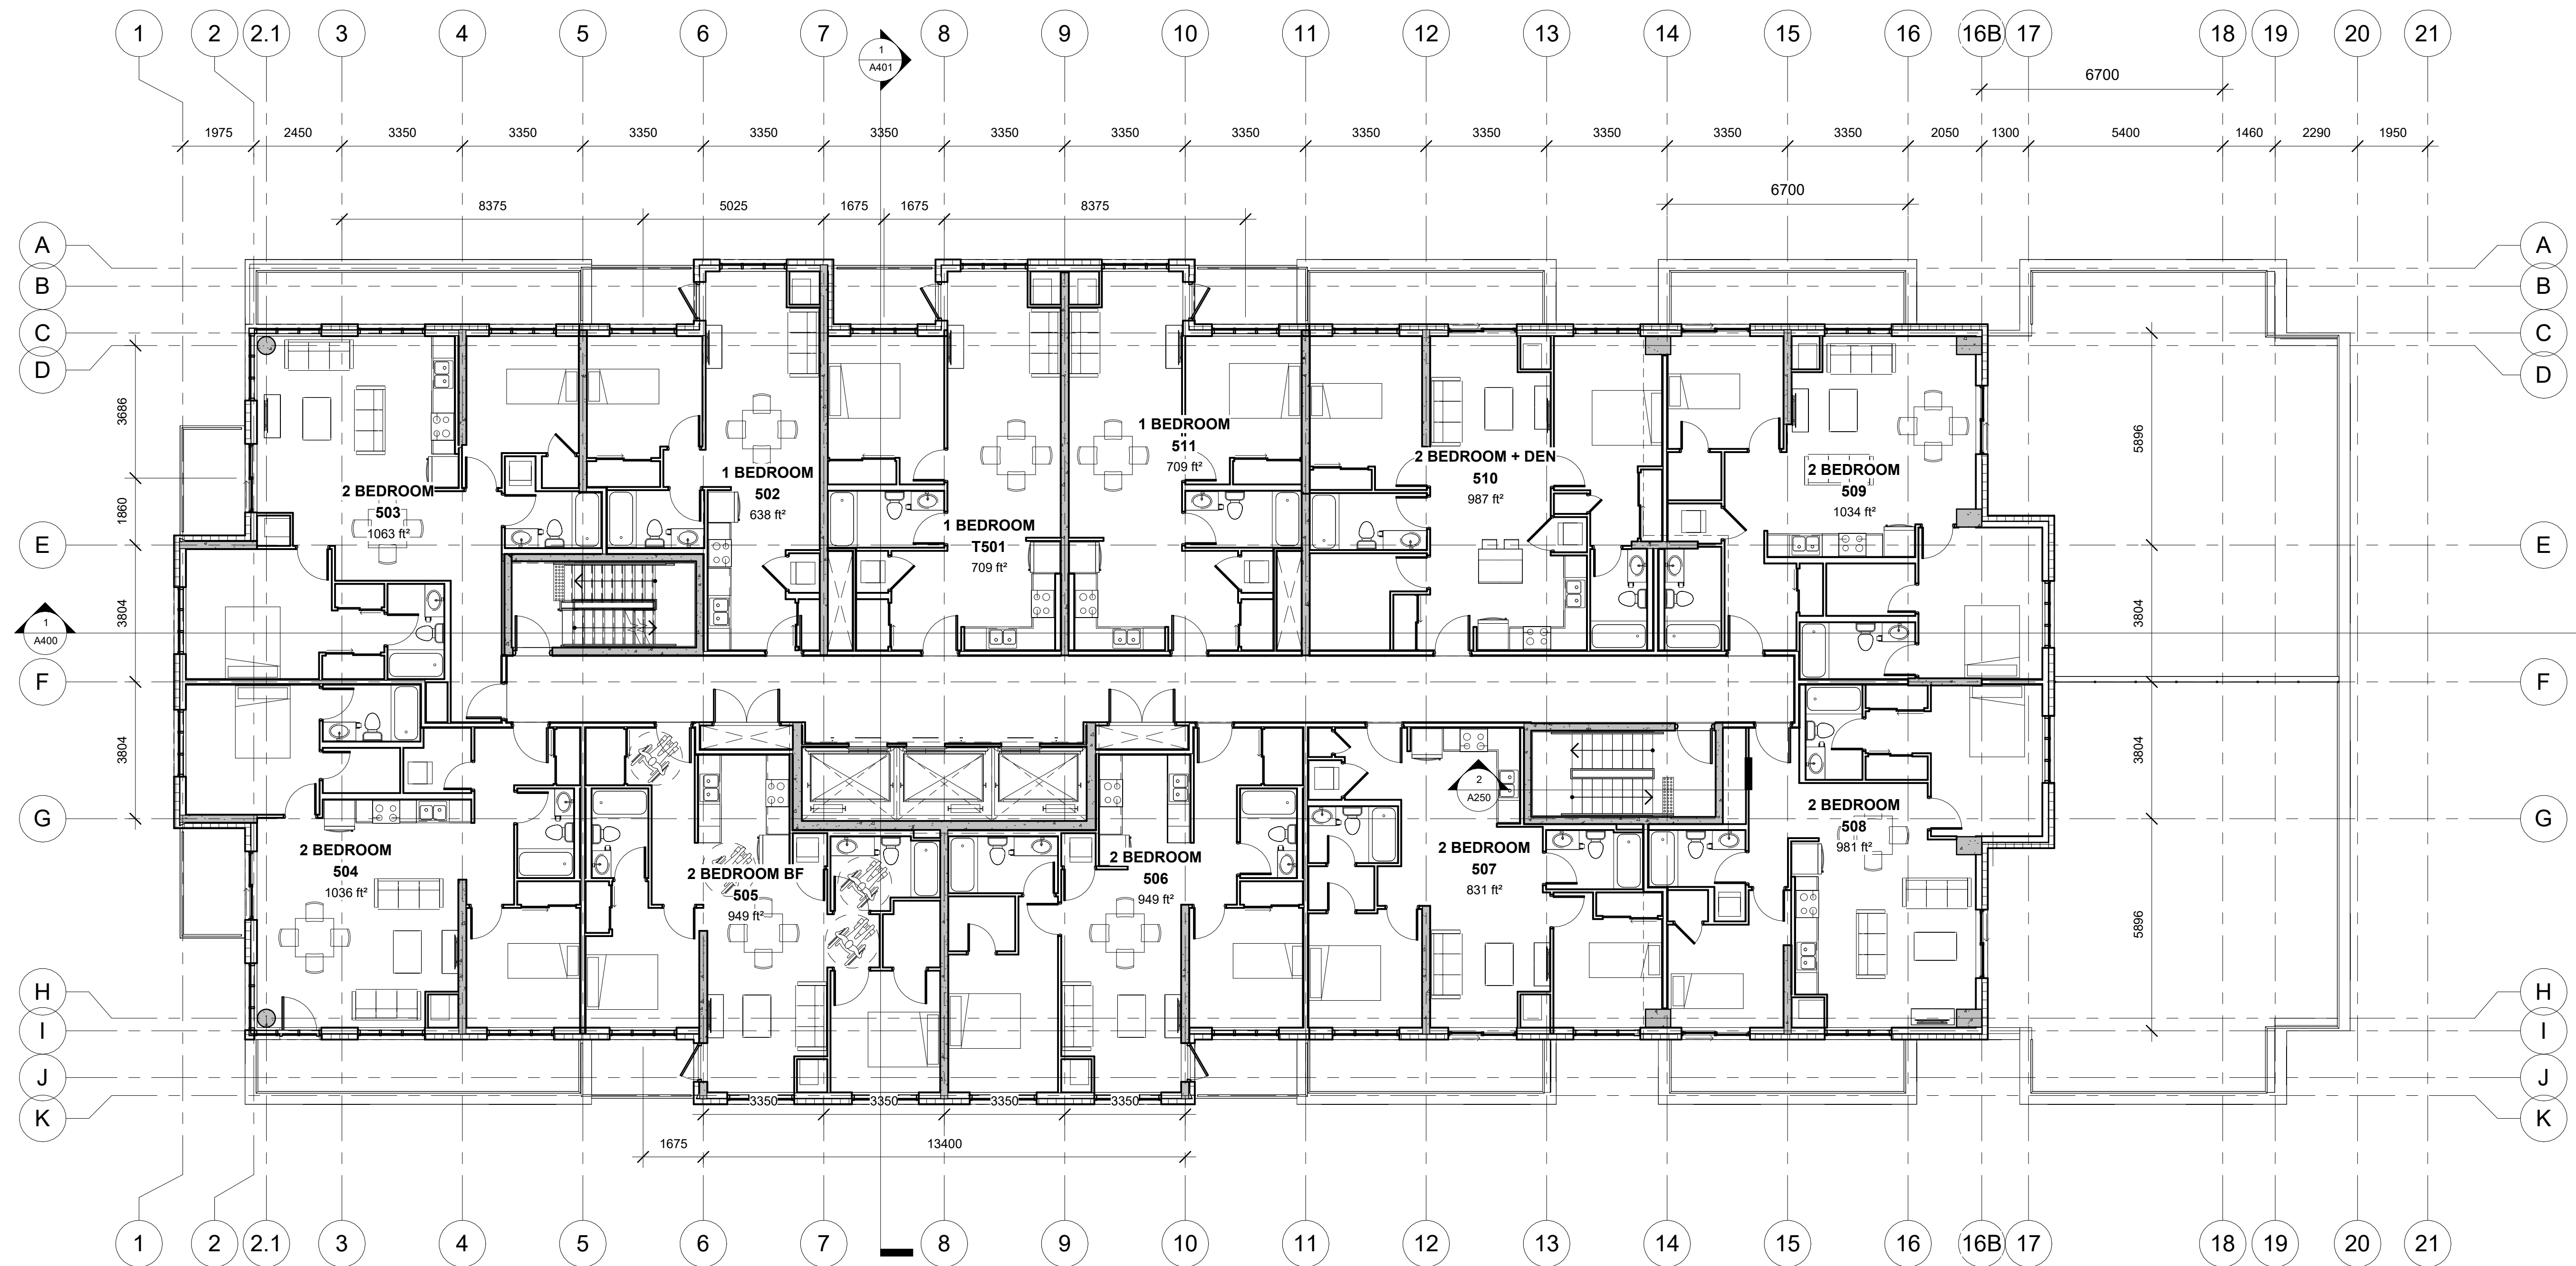 1 2 2.1 3 4 5 6 7 8 9 10 11 12 13 14 15 16 16B 17 18 19 20 21
1
A401
6700
1975 2450 3350 3350 3350 3350 3350 3350 3350 3350 3350 3350 3350 3350 3350 2050 1300 5400 1460 2290 1950
8375 5025 1675 1675 8375 6700
A A
B B
C C
D D
3686
5896
1 BEDROOM
511
709 ft²
2 BEDROOM + DEN
510
987 ft²
2 BEDROOM
509
1034 ft²
1 BEDROOM
502
638 ft²
2 BEDROOM
503
1063 ft²
1860
1 BEDROOM
T501
709 ft²
E E
3804
3804
1
A400
F F
3804
3804
2
A250
G G
2 BEDROOM
508
981 ft²
2 BEDROOM
504
1036 ft²
2 BEDROOM BF
505
949 ft²
2 BEDROOM
506
949 ft²
2 BEDROOM
507
831 ft²
5896
H H
I I
J J
K K
3350 3350 3350 3350
1675 13400
1 2 2.1 3 4 5 6 7 8 9 10 11 12 13 14 15 16 16B 17 18 19 20 21